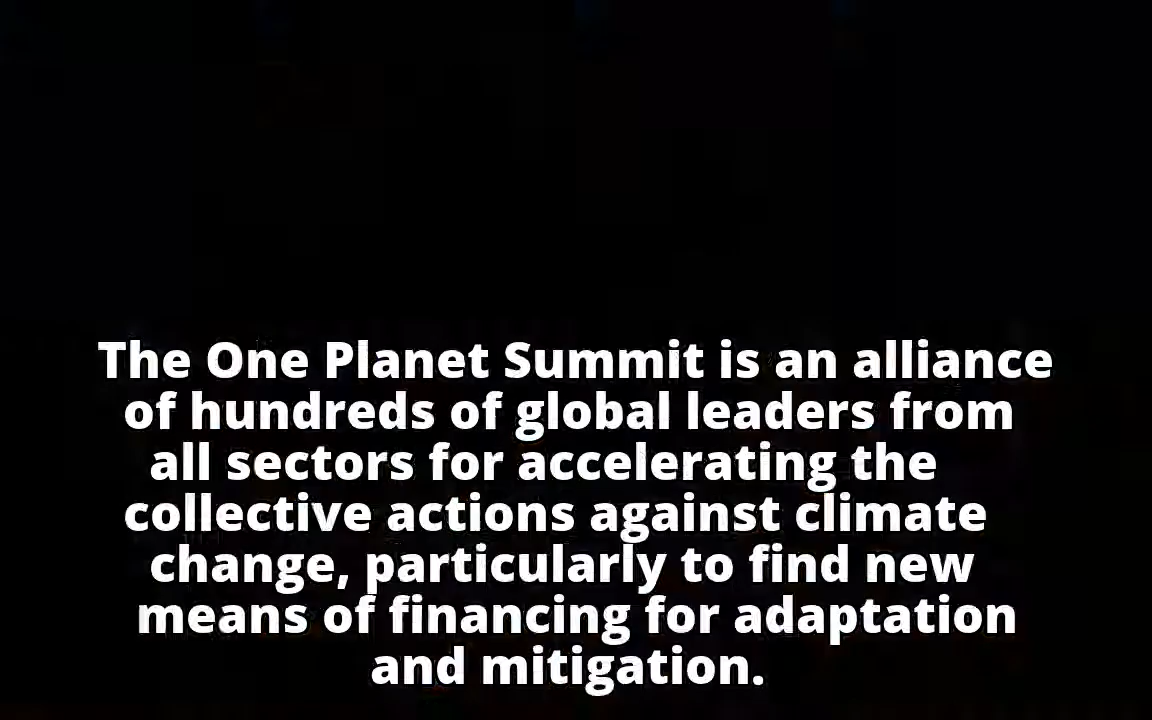 The One Planet Summit is an alliance
of hundreds of global leaders from
all sectors for accelerating the
collective actions against climate
change, particularly to find new
means of financing for adaptation
and mitigation.